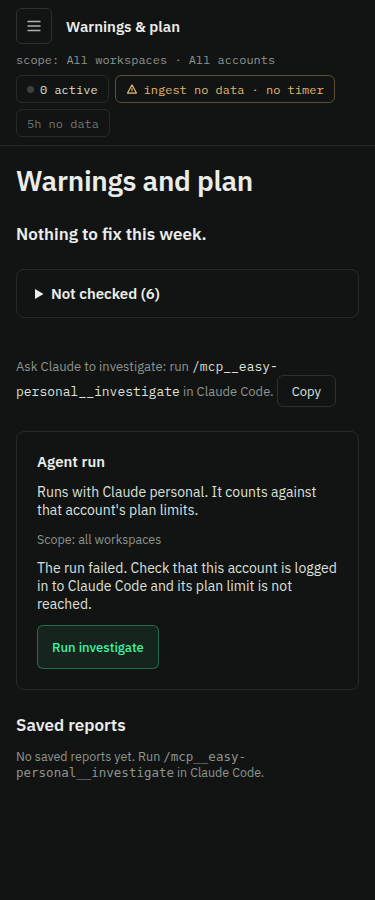 Warnings & plan
scope: All workspaces · All accounts
0 active
ingest no data · no timer
5h no data
Warnings and plan
Nothing to fix this week.
Not checked (6)
Ask Claude to investigate: run /mcp__easy-
personal__investigate in Claude Code. Copy
Agent run
Runs with Claude personal. It counts against
that account's plan limits.
Scope: all workspaces
The run failed. Check that this account is logged
in to Claude Code and its plan limit is not
reached.
Run investigate
Saved reports
No saved reports yet. Run /mcp__easy-
personal__investigate in Claude Code.